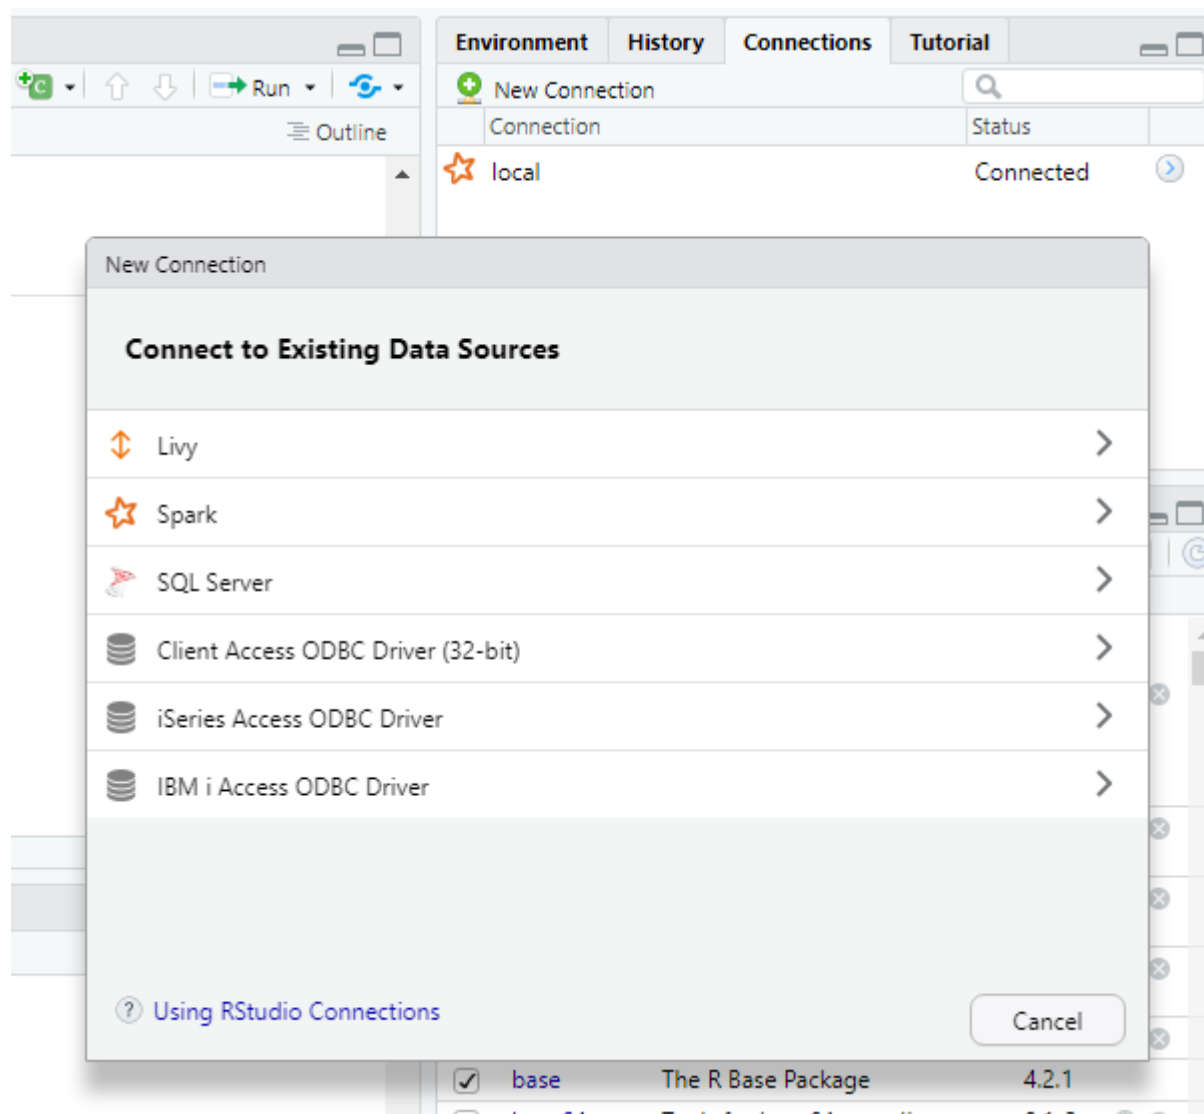 Environment History Connections Tutorial
Run
New Connection
Outline
Connection Status
local Connected
New Connection
Connect to Existing Data Sources
Livy
Spark
SQL Server
Client Access ODBC Driver (32-bit)
iSeries Access ODBC Driver
IBM i Access ODBC Driver
? Using RStudio Connections
Cancel
base The R Base Package 4.2.1